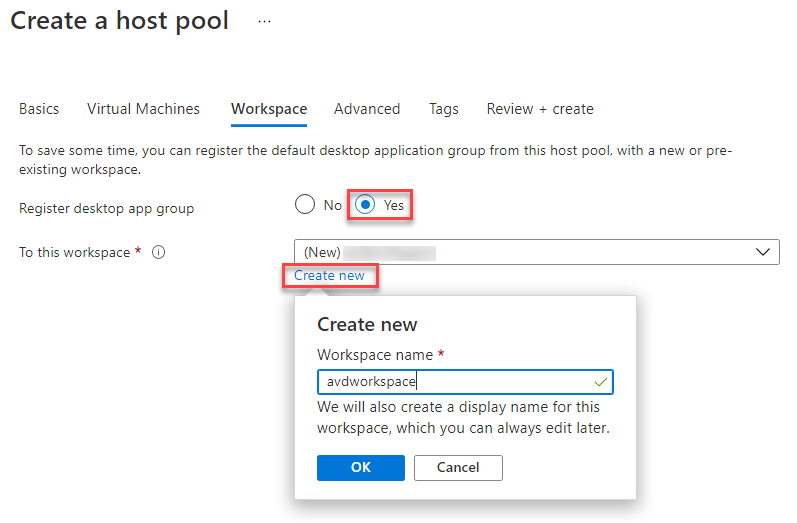 Create a host pool ...
Basics Virtual Machines Workspace Advanced Tags Review + create
To save some time, you can register the default desktop application group from this host pool, with a new or pre-
existing workspace.
Register desktop app group No Yes
To this workspace * (New)
Create new
Create new
Workspace name *
avdworkspace
We will also create a display name for this
workspace, which you can always edit later.
OK Cancel